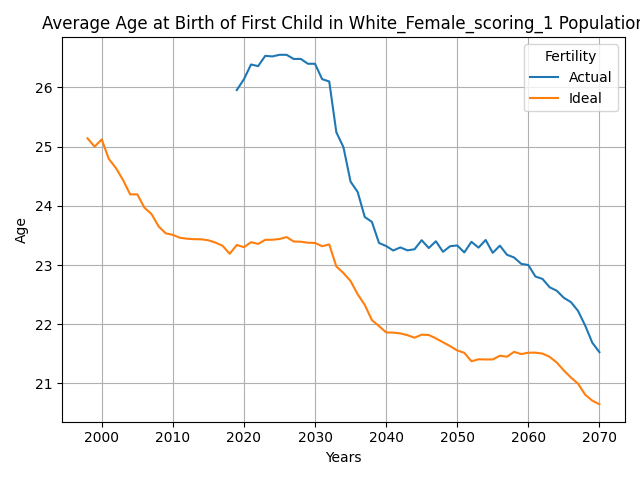 Average Age at Birth of First Child in White_Female_scoring_1 Population
Fertility
Actual
Ideal
Age
26
25
24
23
22
21
2000 2010 2020 2030 2040 2050 2060 2070
Years